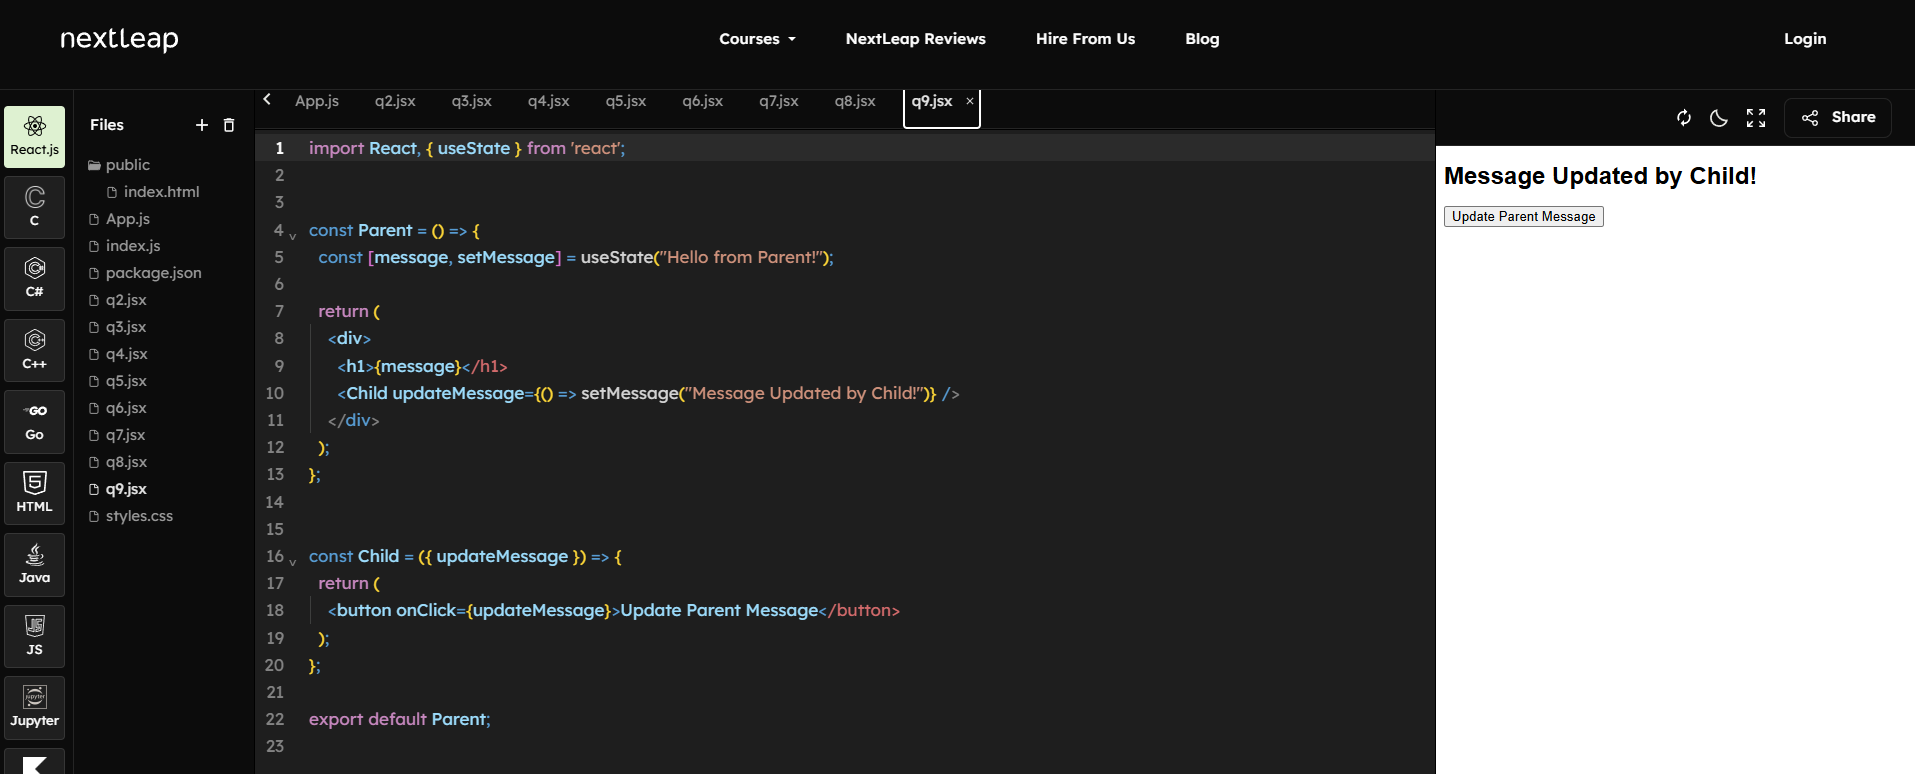 nextleap
Courses
NextLeap Reviews
Hire From Us
Blog
Login
React.js
C
C#
C++
GO
Go
5
HTML
Java
JS
JS
jupyter
Jupyter
Files
public
index.html
App.js
index.js
package.json
q2.jsx
q3.jsx
q4.jsx
q5.jsx
q6.jsx
q7.jsx
q8.jsx
q9.jsx
styles.css
App.js q2.jsx q3.jsx q4.jsx q5.jsx q6.jsx q7.jsx q8.jsx q9.jsx ×
1 import React, { useState } from 'react';
2
3
4 const Parent = () => {
5 const [message, setMessage] = useState("Hello from Parent!");
6
7 return (
8 <div>
9 <h1>{message}</h1>
10 <Child updateMessage={() => setMessage("Message Updated by Child!")} />
11 </div>
12 );
13 };
14
15
16 const Child = ({ updateMessage }) => {
17 return (
18 <button onClick={updateMessage}>Update Parent Message</button>
19 );
20 };
21
22 export default Parent;
23
Share
Message Updated by Child!
Update Parent Message